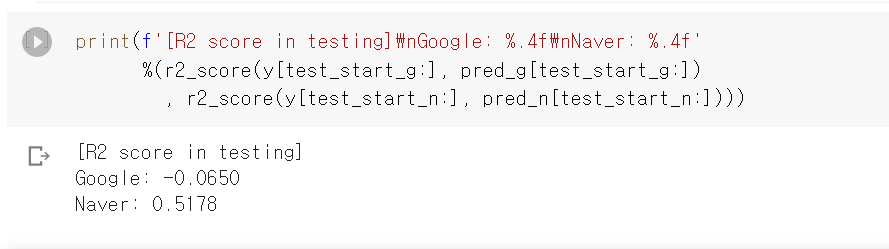 print(f'[R2 score in testing]₩nGoogle: %.4f₩nNaver: %.4f'
%(r2_score(y[test_start_g:], pred_g[test_start_g:])
, r2_score(y[test_start_n:], pred_n[test_start_n:])))
[R2 score in testing]
Google: -0.0650
Naver: 0.5178